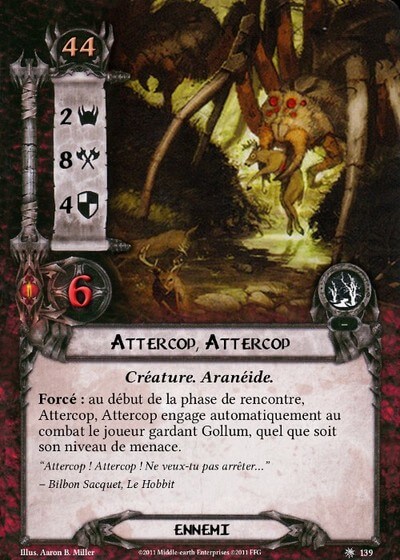 44
2
8
4
6
Attercop, Attercop
Créature. Aranéide.
Forcé : au début de la phase de rencontre,
Attercop, Attercop engage automatiquement au
combat le joueur gardant Gollum, quel que soit
son niveau de menace.
“Attercop ! Attercop ! Ne veux-tu pas arrêter...”
– Bilbon Sacquet, Le Hobbit
ENNEMI
Illus. Aaron B. Miller
©2011 Middle-earth Enterprises ©2011 FFG
139